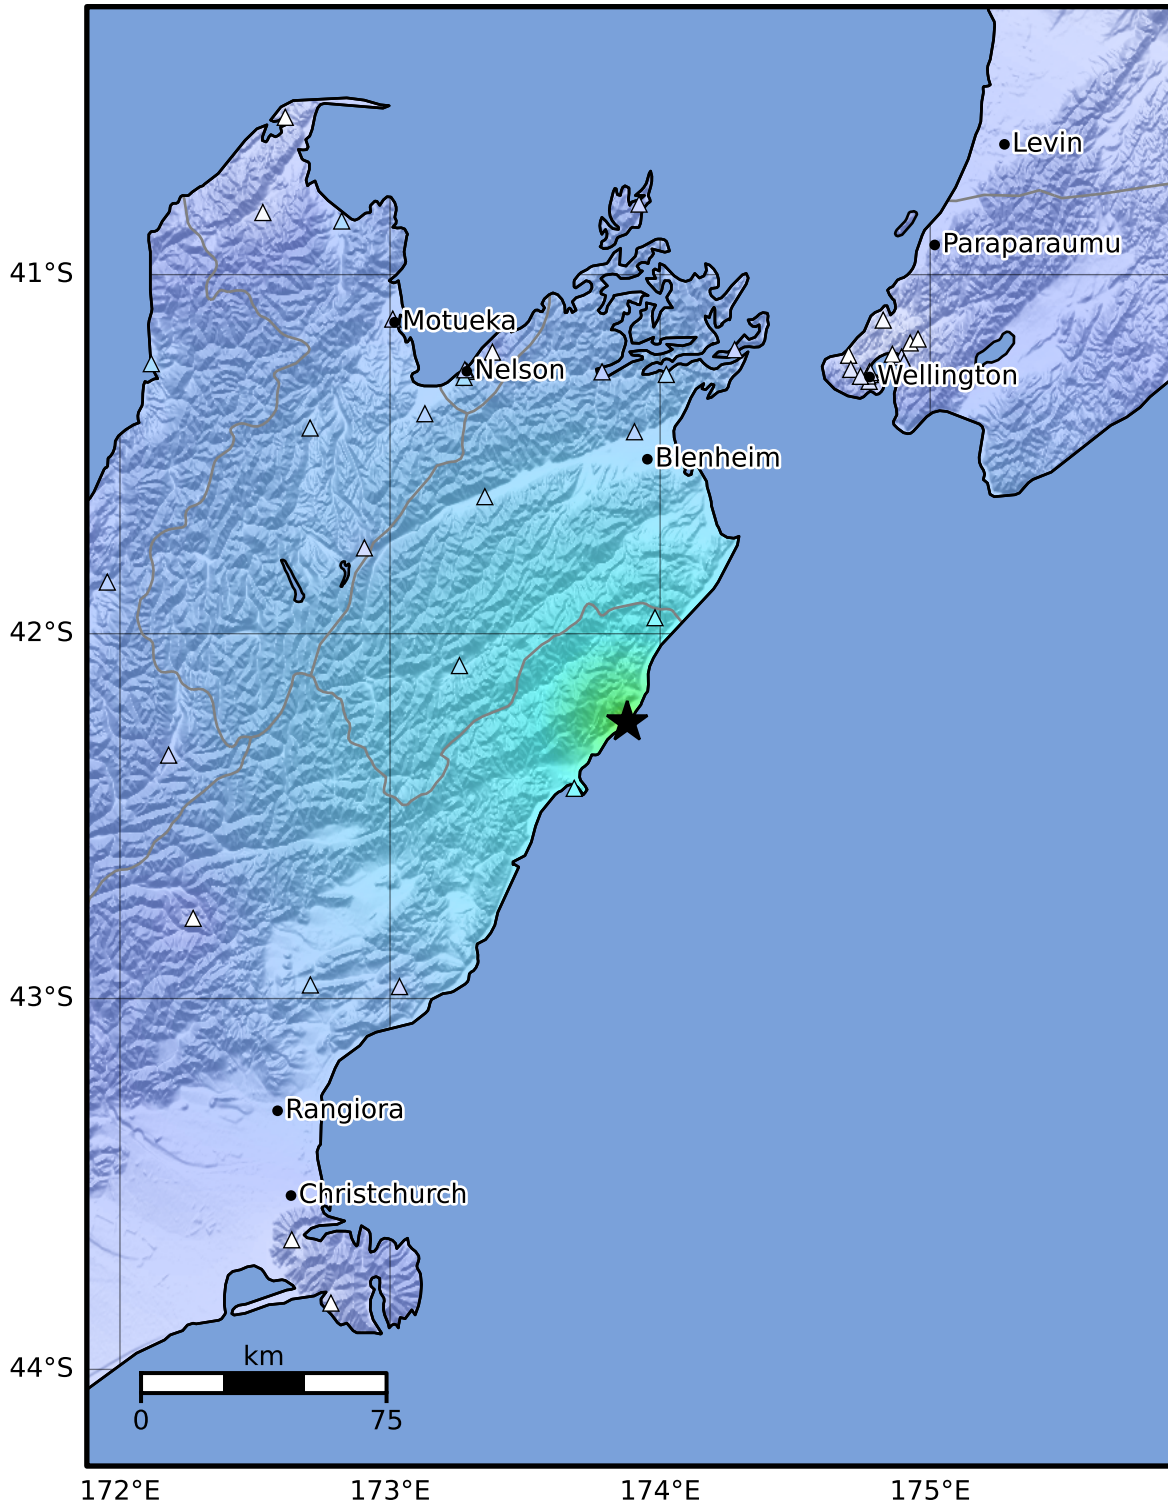 Levin
Paraparaumu
41°S
Motueka
Nelson
Wellington
Blenheim
42°S
43°S
Rangiora
Christchurch
km
44°S
0 75
172°E 173°E 174°E 175°E